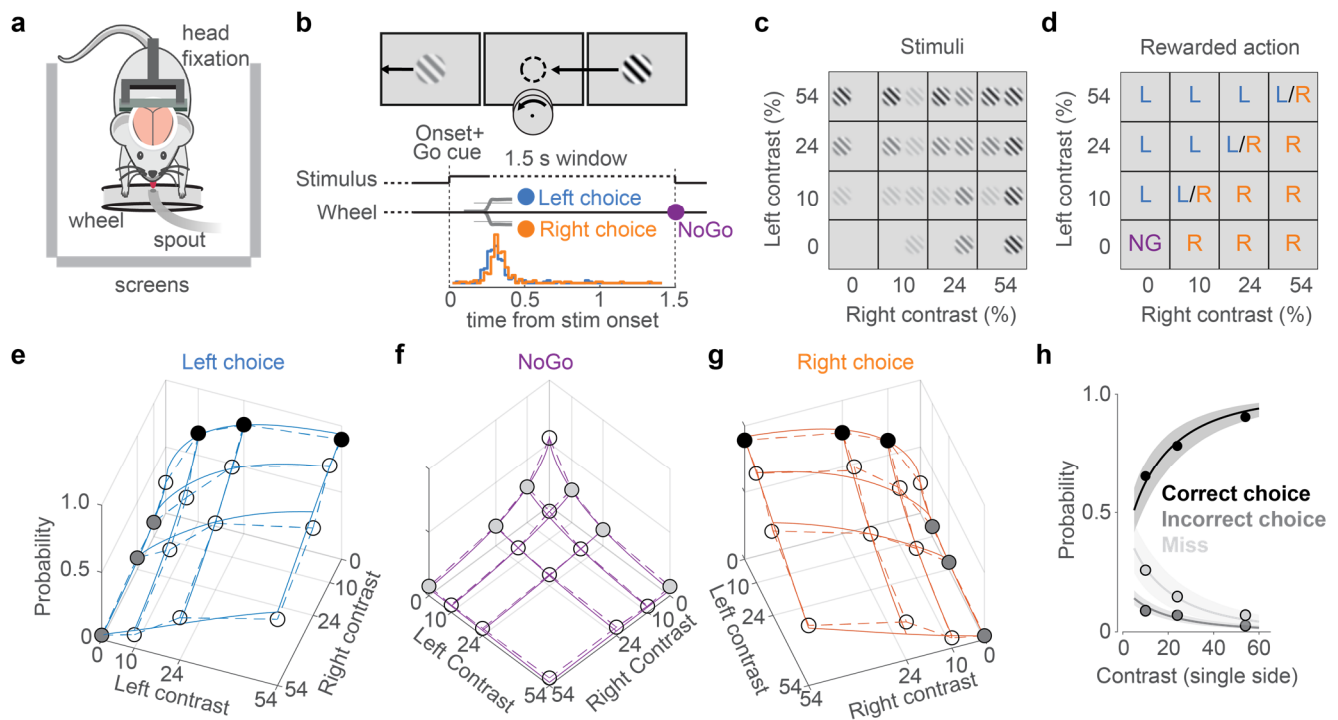 a
head
fixation
wheel
spout
screens
b
Onset+
Go cue
1.5 s window
Stimulus
Wheel
Left choice
Right choice
NoGo
0
0.5
1
1.5
time from stim onset
c
Stimuli
Left contrast (%)
54
24
10
0
0
10
24
54
Right contrast (%)
d
Rewarded action
Left contrast (%)
54
L
L
L
L/R
24
L
L
L/R
R
10
L
L/R
R
R
0
NG
R
R
R
0
10
24
54
Right contrast (%)
e
Left choice
Probability
1.0
0.5
0
0
10
24
54
Left contrast
0
10
24
54
Right contrast
f
NoGo
0
10
24
54
Left Contrast
0
10
24
54
Right Contrast
g
Right choice
0
10
24
54
Left contrast
0
10
24
54
Right contrast
h
Probability
1.0
0
Correct choice
Incorrect choice
Miss
0
20
40
60
Contrast (single side)